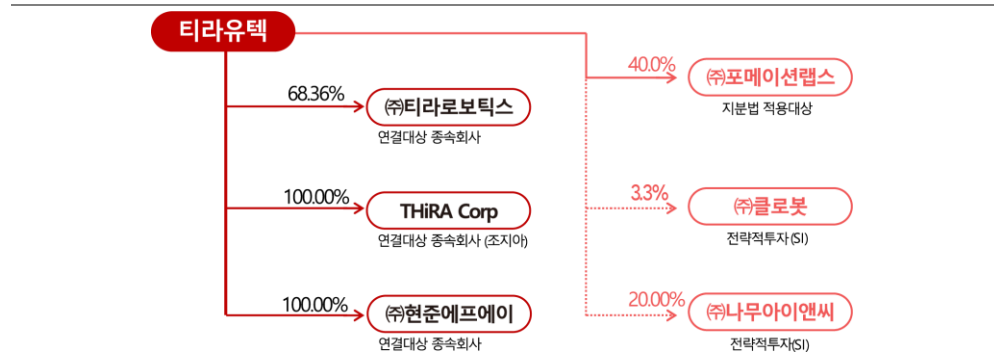 티라유텍
68.36%
㈜티라로보틱스
연결대상 종속회사
100.00%
THiRA Corp
연결대상 종속회사 (조지아)
100.00%
㈜현준에프에이
연결대상 종속회사
40.0%
㈜포메이션랩스
지분법 적용대상
3.3%
㈜클로봇
전략적투자 (SI)
20.00%
㈜나무아이앤씨
전략적투자(SI)